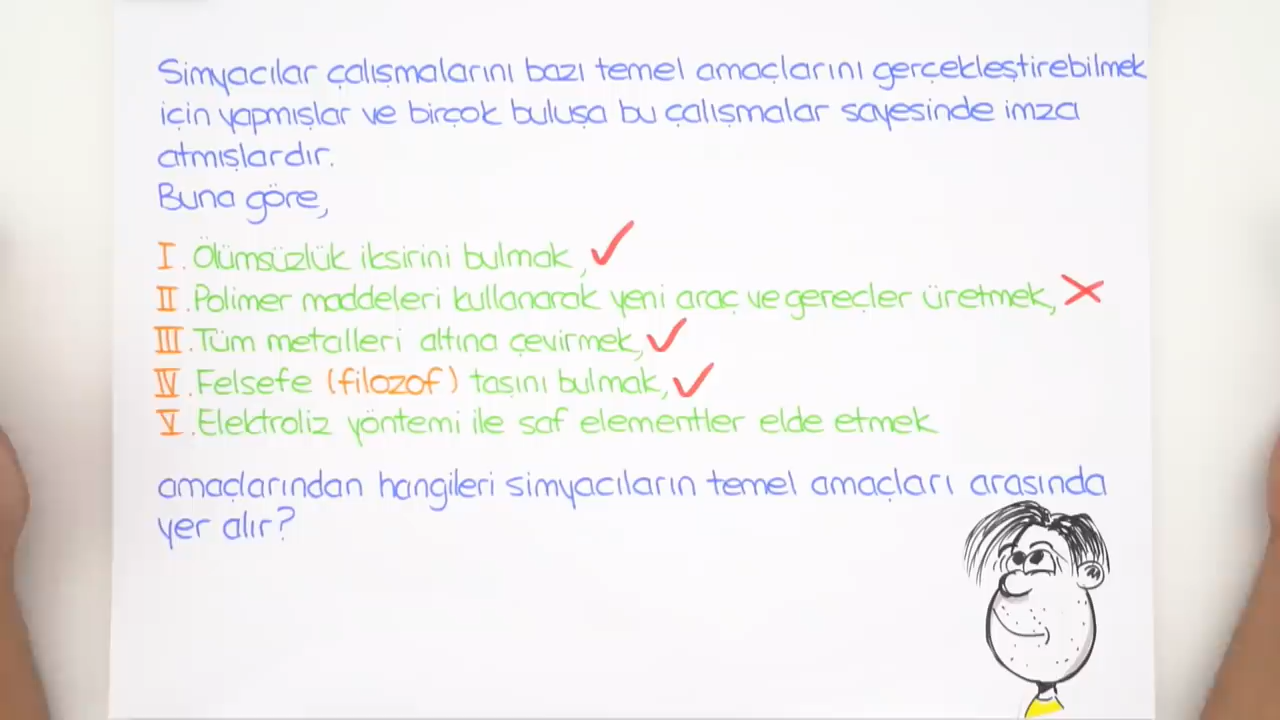 Simyacılar çalışmalarını bazı temel amaçlarını gerçekleştirebilmek
için yapmışlar ve birçok buluşa bu çalışmalar sayesinde imza
atmışlardır.
Buna göre,
I. Ölümsüzlük iksirini bulmak,
II. Polimer maddeleri kullanarak yeni araç ve gereçler üretmek,
III. Tüm metalleri altına çevirmek,
IV. Felsefe (filozof) taşını bulmak,
V. Elektroliz yöntemi ile saf elementler elde etmek
amaçlarından hangileri simyacıların temel amaçları arasında
yer alır?